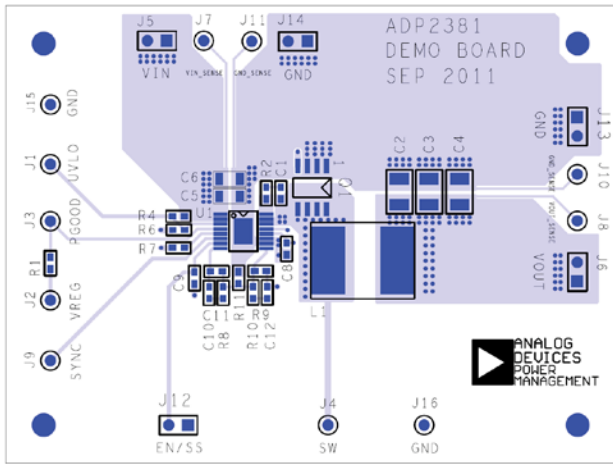 J5
J7
J11
J14
ADP2381
DEMO BOARD
SEP 2011
VIN
VIN_SENSE
GND_SENSE
GND
J15
GND
J13
GND
J1
UVLO
C6
C5
R2
C1
1
Q1
C2
C3
C4
J10
GND_SENSE
J3
PGOOD
R4
U1
R6
R7
J8
VOUT_SENSE
R1
C9
C8
J6
VOUT
J2
VREG
C10
C11
R8
R11
R10
R9
C12
L1
J9
SYNC
ANALOG
DEVICES
POWER
MANAGEMENT
J12
EN/SS
J4
SW
J16
GND